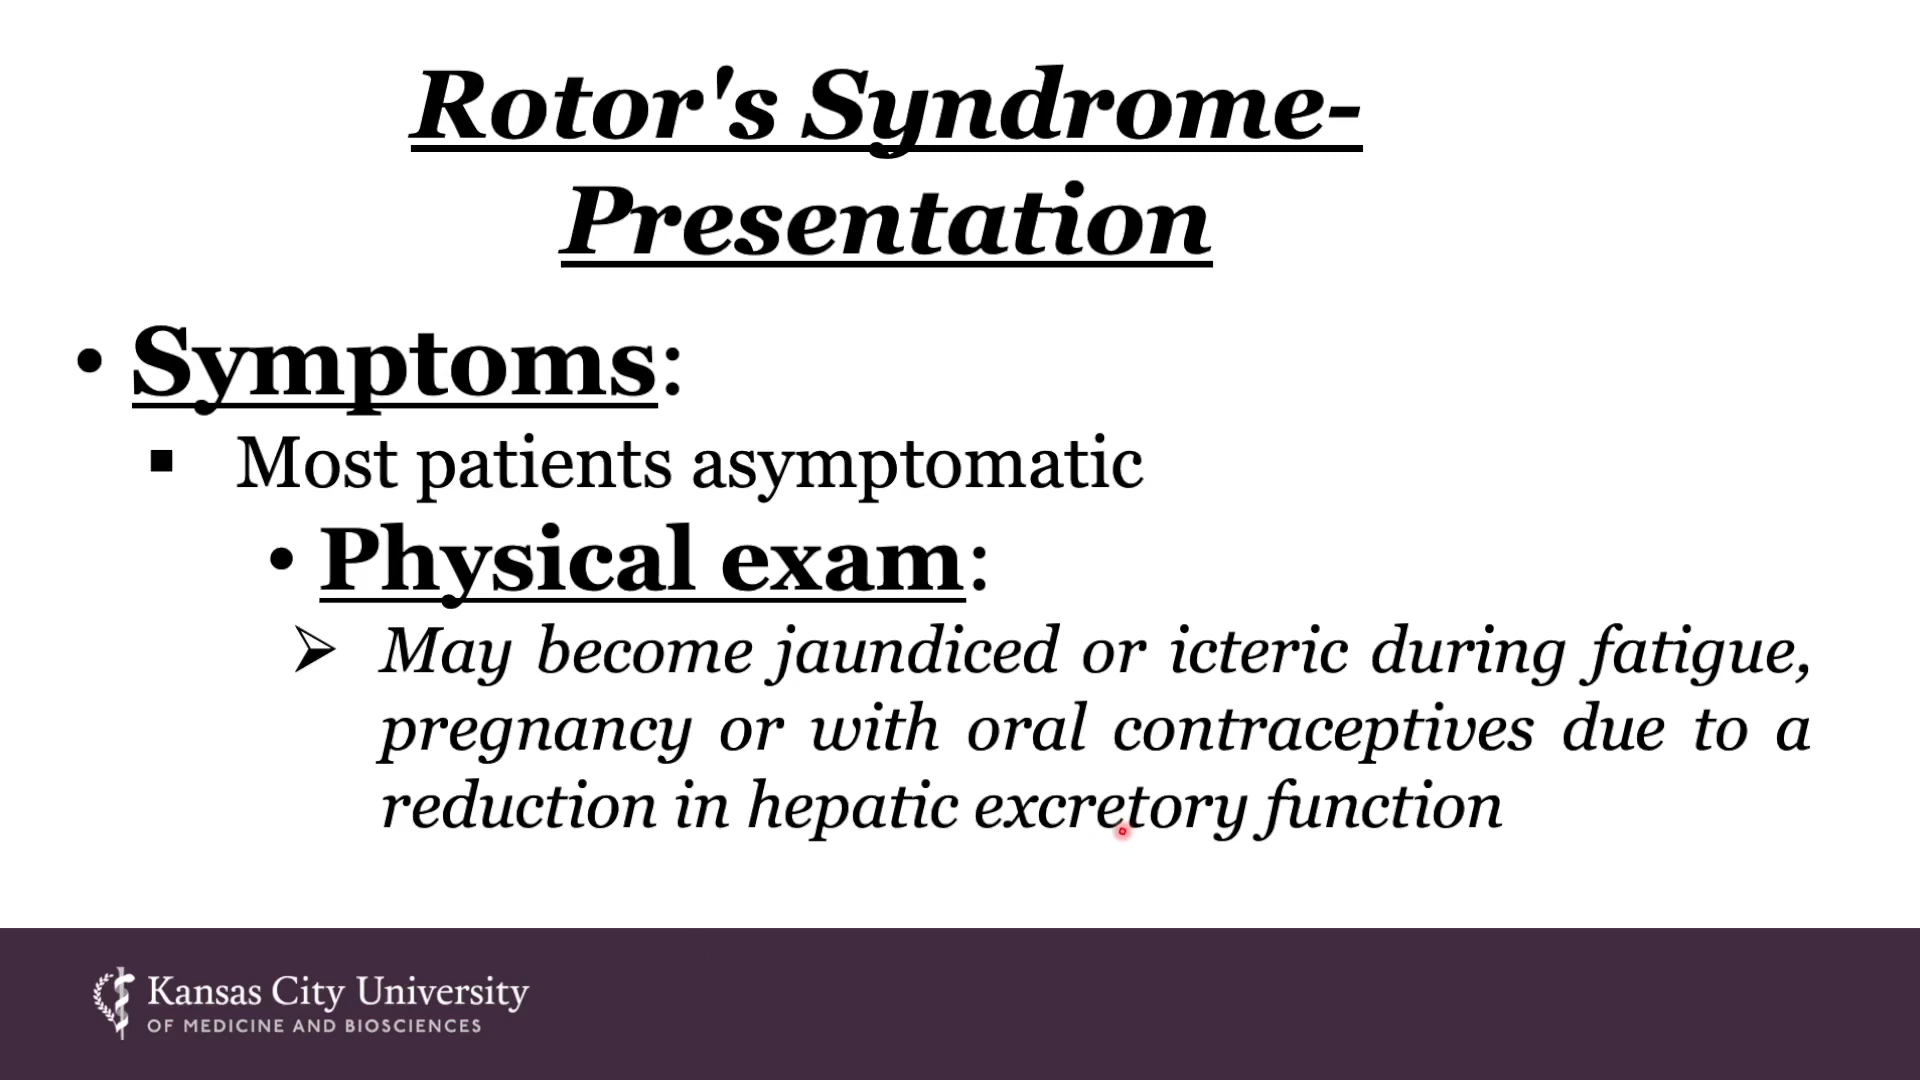 Rotor's Syndrome-
Presentation
• Symptoms:
▪ Most patients asymptomatic
• Physical exam:
➢ May become jaundiced or icteric during fatigue,
pregnancy or with oral contraceptives due to a
reduction in hepatic excretory function
Kansas City University
OF MEDICINE AND BIOSCIENCES